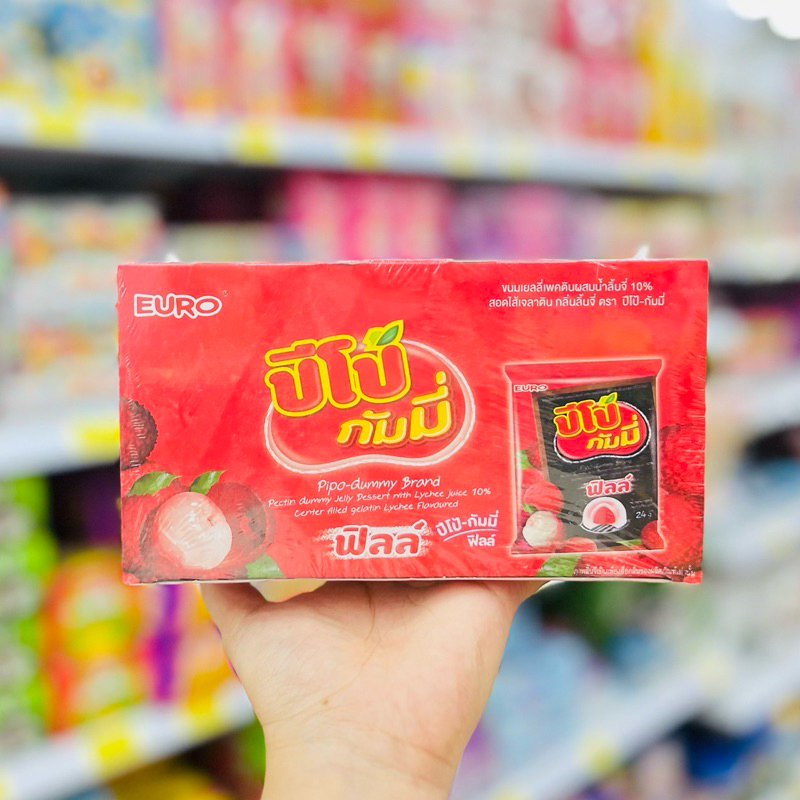 EURO
ขนมเยลลี่เพคตินผสมน้ำลิ้นจี่ 10%
สอดไส้เจลาติน กลิ่นลิ้นจี่ ตรา ปีโป้-กัมมี่
ปีโป้
กัมมี่
Pipo-Gummy Brand
Pectin Gummy Jelly Dessert mth Lychee Juice 10%
Center filled gelatin Lychee Flavoured
ฟิลล์
ปีโป้-กัมมี่
ฟิลล์
EURO
ปีโป้
กัมมี่
ฟิลล์
24